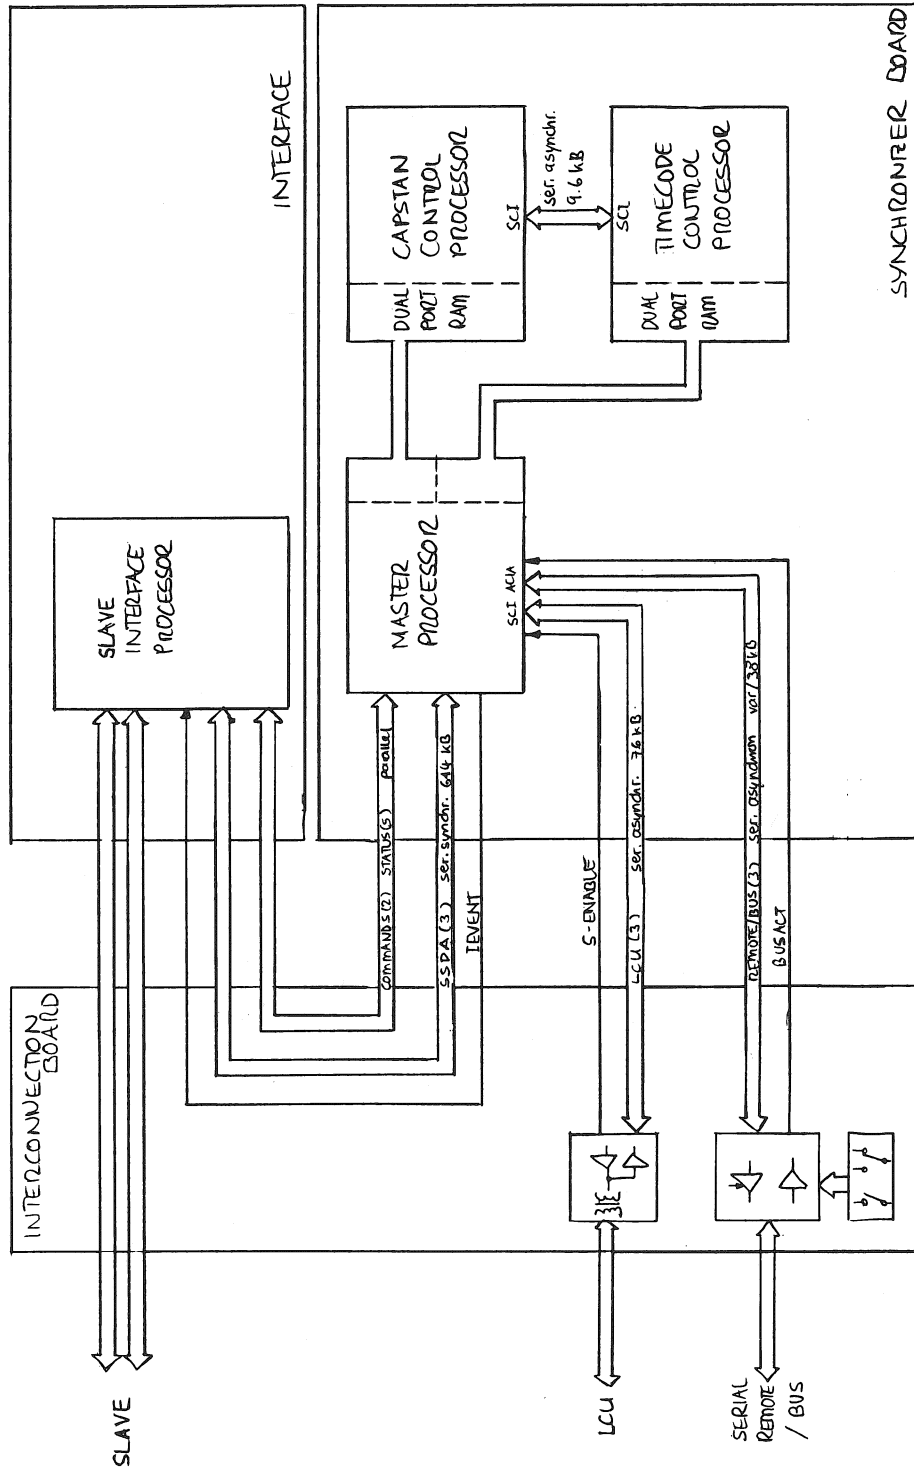 INTERCONNECTION
BOARD
INTERFACE
SYNCHRONIZER BOARD
SLAVE
INTERFACE
PROCESSOR
MASTER
PROCESSOR
SCI ACIA
DUAL
PORT
RAM
CAPSTAN
CONTROL
PROCESSOR
SCI
ser. asynchr.
9.6 kB
DUAL
PORT
RAM
TIMECODE
CONTROL
PROCESSOR
SCI
COMMANDS(2) STATUS(5) parallel
SSDA (3) ser. synchr. 614 kB
IEVENT
S-ENABLE
LCU (3) ser. asynchr. 76 kB
REMOTE/BUS(3) ser. asynchron var/38 kB
BUSACT
SLAVE
LCU
SERIAL
REMOTE
/ BUS